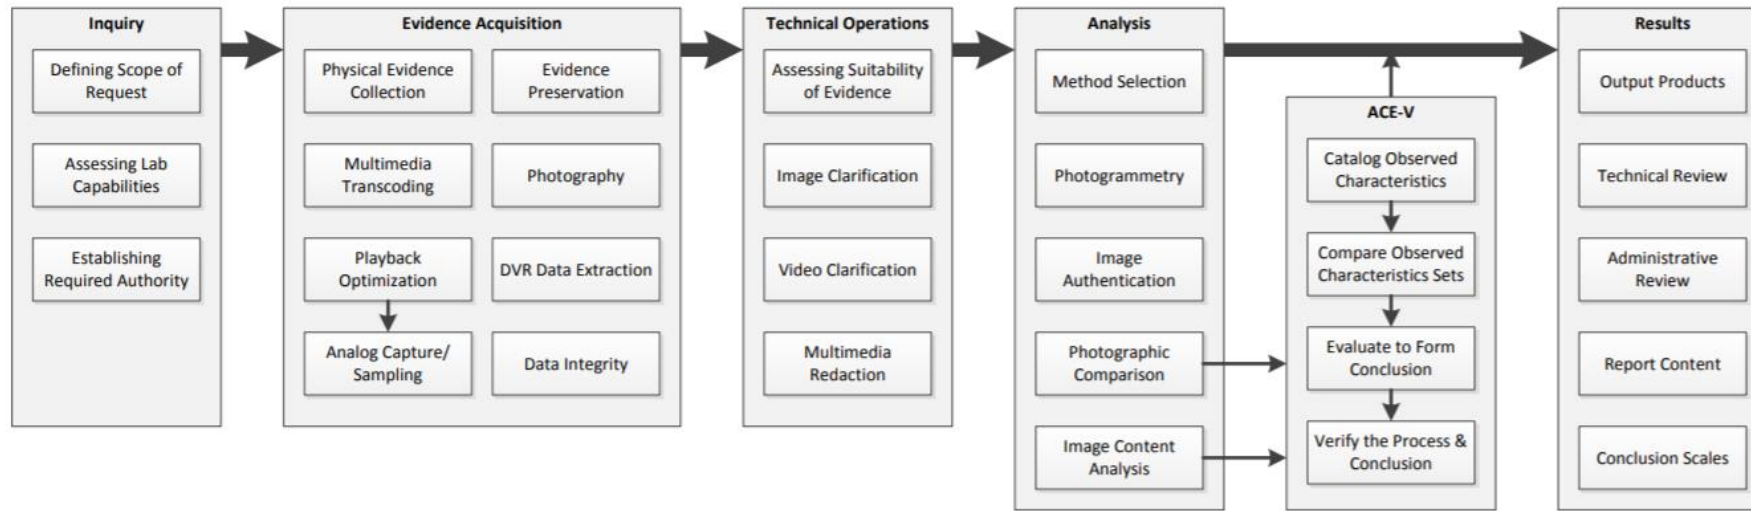 Inquiry
Defining Scope of
Request
Assessing Lab
Capabilities
Establishing
Required Authority
Evidence Acquisition
Physical Evidence
Collection
Evidence
Preservation
Multimedia
Transcoding
Photography
Playback
Optimization
DVR Data Extraction
Analog Capture/
Sampling
Data Integrity
Technical Operations
Assessing Suitability
of Evidence
Image Clarification
Video Clarification
Multimedia
Redaction
Analysis
Method Selection
Photogrammetry
Image
Authentication
Photographic
Comparison
Image Content
Analysis
ACE-V
Catalog Observed
Characteristics
Compare Observed
Characteristics Sets
Evaluate to Form
Conclusion
Verify the Process &
Conclusion
Results
Output Products
Technical Review
Administrative
Review
Report Content
Conclusion Scales